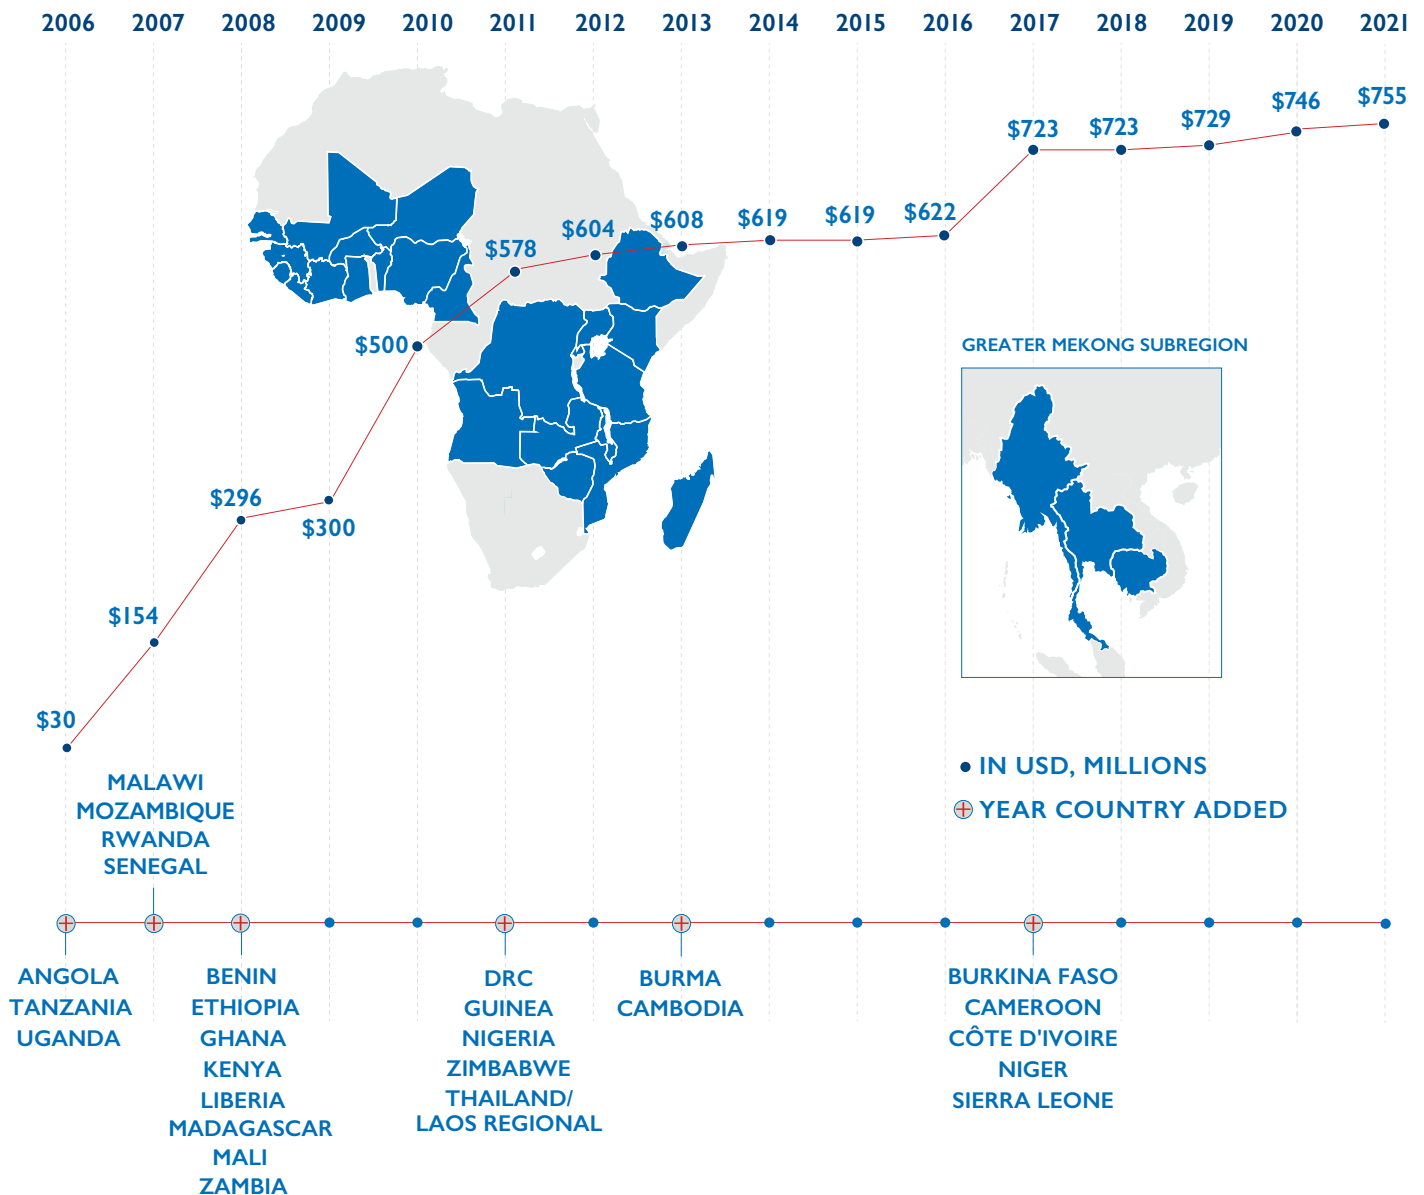 2006 2007 2008 2009 2010 2011 2012 2013 2014 2015 2016 2017 2018 2019 2020 2021
$30
$154
$296
$300
$500
$578
$604
$608
$619
$619
$622
$723
$723
$729
$746
$755
GREATER MEKONG SUBREGION
IN USD, MILLIONS
YEAR COUNTRY ADDED
MALAWI
MOZAMBIQUE
RWANDA
SENEGAL
ANGOLA
TANZANIA
UGANDA
BENIN
ETHIOPIA
GHANA
KENYA
LIBERIA
MADAGASCAR
MALI
ZAMBIA
DRC
GUINEA
NIGERIA
ZIMBABWE
THAILAND/
LAOS REGIONAL
BURMA
CAMBODIA
BURKINA FASO
CAMEROON
CÔTE D'IVOIRE
NIGER
SIERRA LEONE